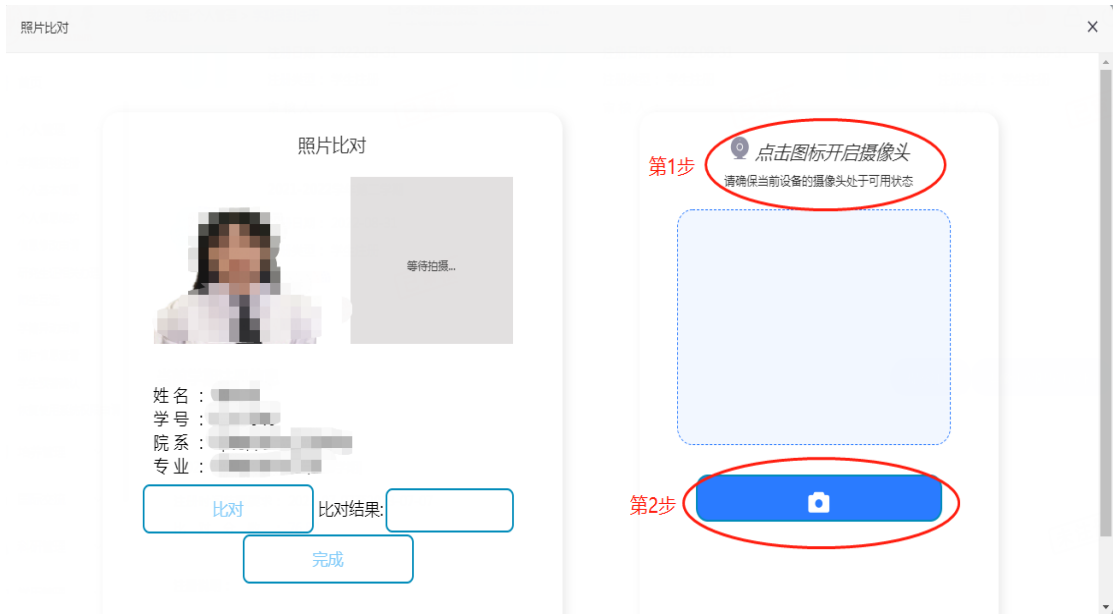 照片比对
照片比对
等待拍摄...
姓 名 ：
学 号 ：
院 系 ：
专 业 ：
比对
比对结果:
完成
第1步
点击图标开启摄像头
请确保当前设备的摄像头处于可用状态
第2步